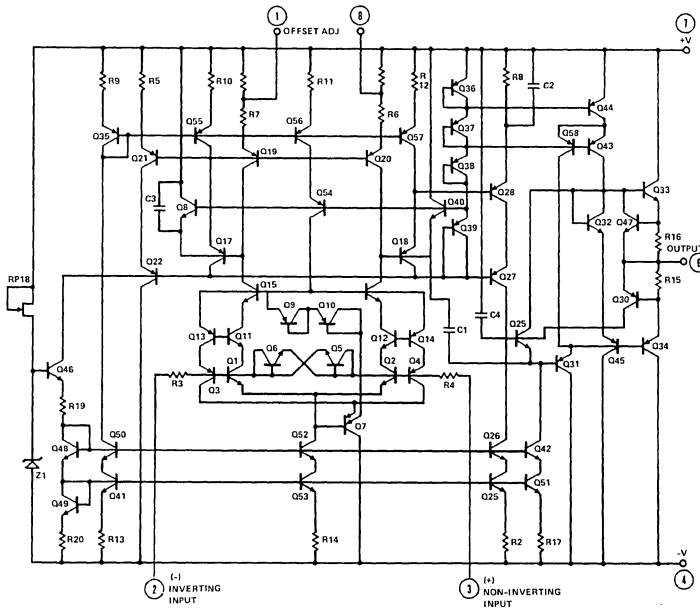 1
OFFSET ADJ
8
7
+V
R9
R5
R10
R11
R
12
R8
C2
Q36
Q44
R7
R6
Q35
Q55
Q56
Q57
Q37
Q58
Q43
Q21
Q19
Q20
Q38
Q28
Q33
C3
Q8
Q54
Q40
Q32
Q47
R16
Q39
OUTPUT
6
Q17
Q18
Q22
Q27
R15
RP18
Q15
Q9
Q10
Q30
C1
C4
Q25
Q13
Q11
Q12
Q14
Q6
Q5
Q1
Q2
Q4
Q31
Q45
Q34
Q46
R3
Q3
R4
R19
Q7
Q48
Q50
Q52
Q26
Q42
Z1
Q49
Q41
Q53
Q25
Q51
R20
R13
R14
R2
R17
-V
4
2
(-)
INVERTING
INPUT
3
(+)
NON-INVERTING
INPUT